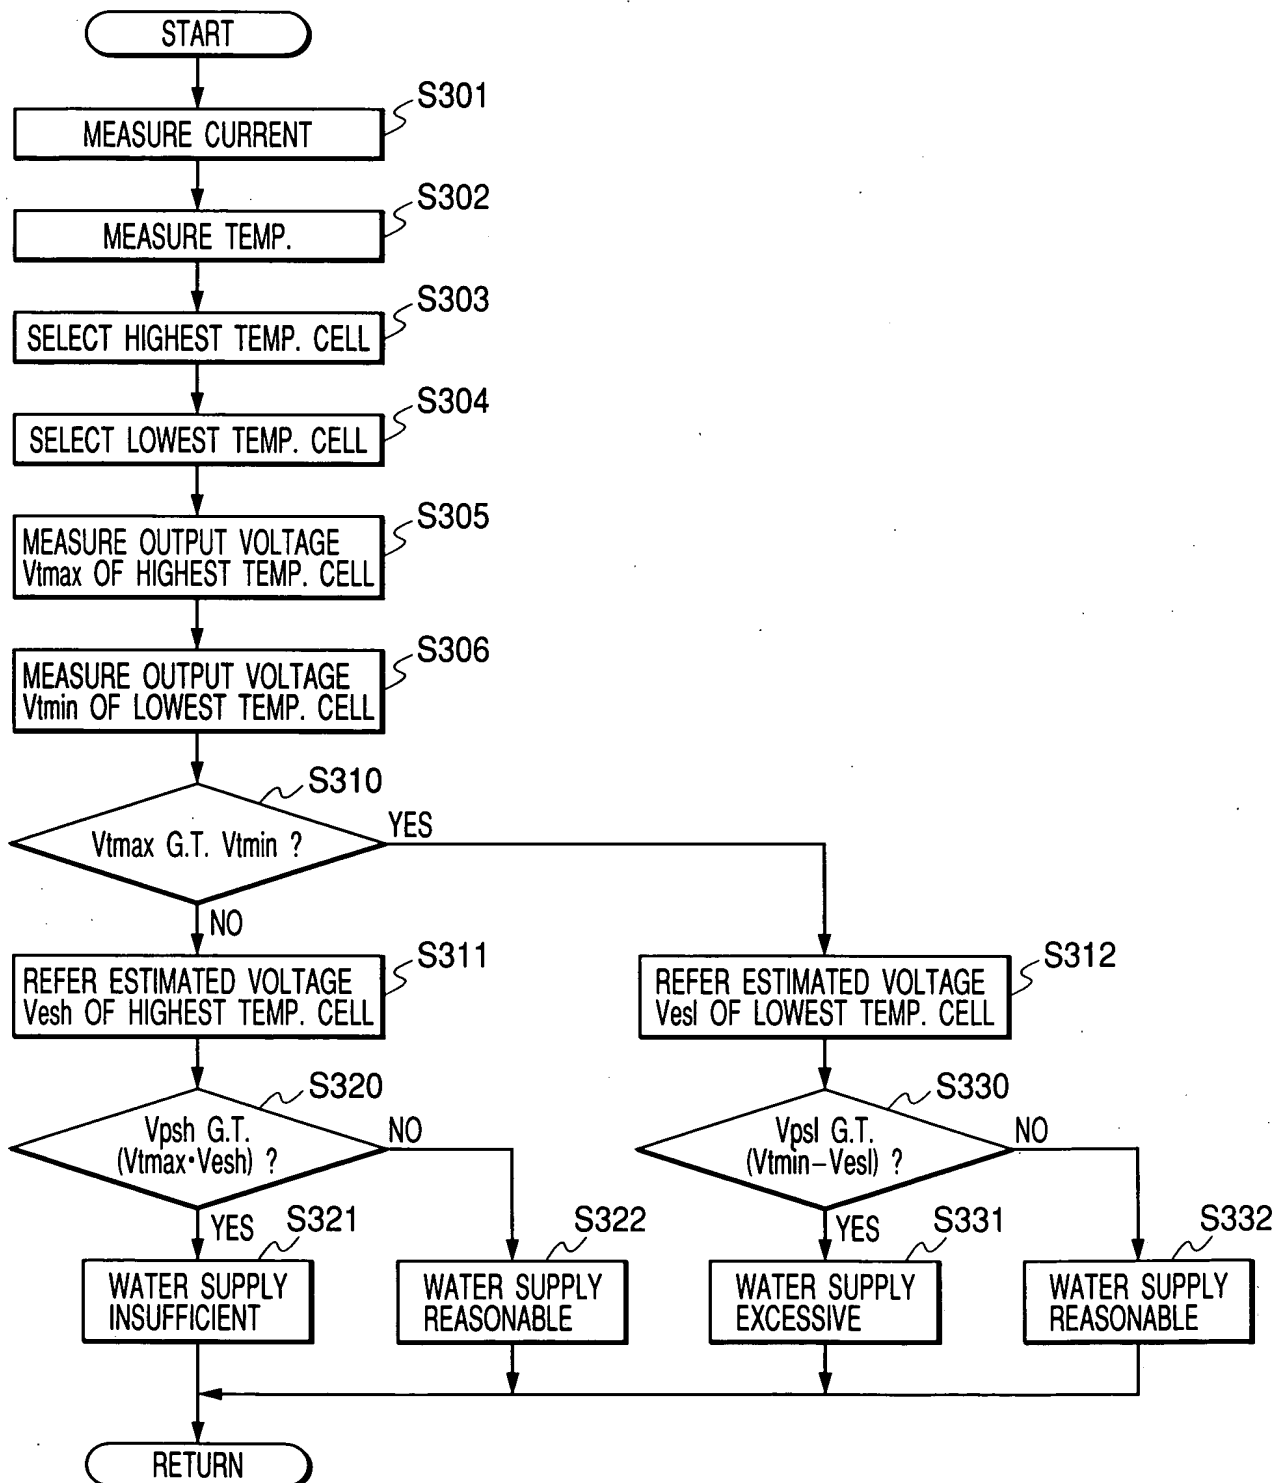 START
S301
MEASURE CURRENT
S302
MEASURE TEMP.
S303
SELECT HIGHEST TEMP. CELL
S304
SELECT LOWEST TEMP. CELL
S305
MEASURE OUTPUT VOLTAGE
Vtmax OF HIGHEST TEMP. CELL
S306
MEASURE OUTPUT VOLTAGE
Vtmin OF LOWEST TEMP. CELL
S310
Vtmax G.T. Vtmin ?
YES
NO
S311
REFER ESTIMATED VOLTAGE
Vesh OF HIGHEST TEMP. CELL
S312
REFER ESTIMATED VOLTAGE
Vesl OF LOWEST TEMP. CELL
S320
Vpsh G.T.
(Vtmax•Vesh) ?
NO
YES
S330
Vpsl G.T.
(Vtmin–Vesl) ?
NO
YES
S321
WATER SUPPLY
INSUFFICIENT
S322
WATER SUPPLY
REASONABLE
S331
WATER SUPPLY
EXCESSIVE
S332
WATER SUPPLY
REASONABLE
RETURN